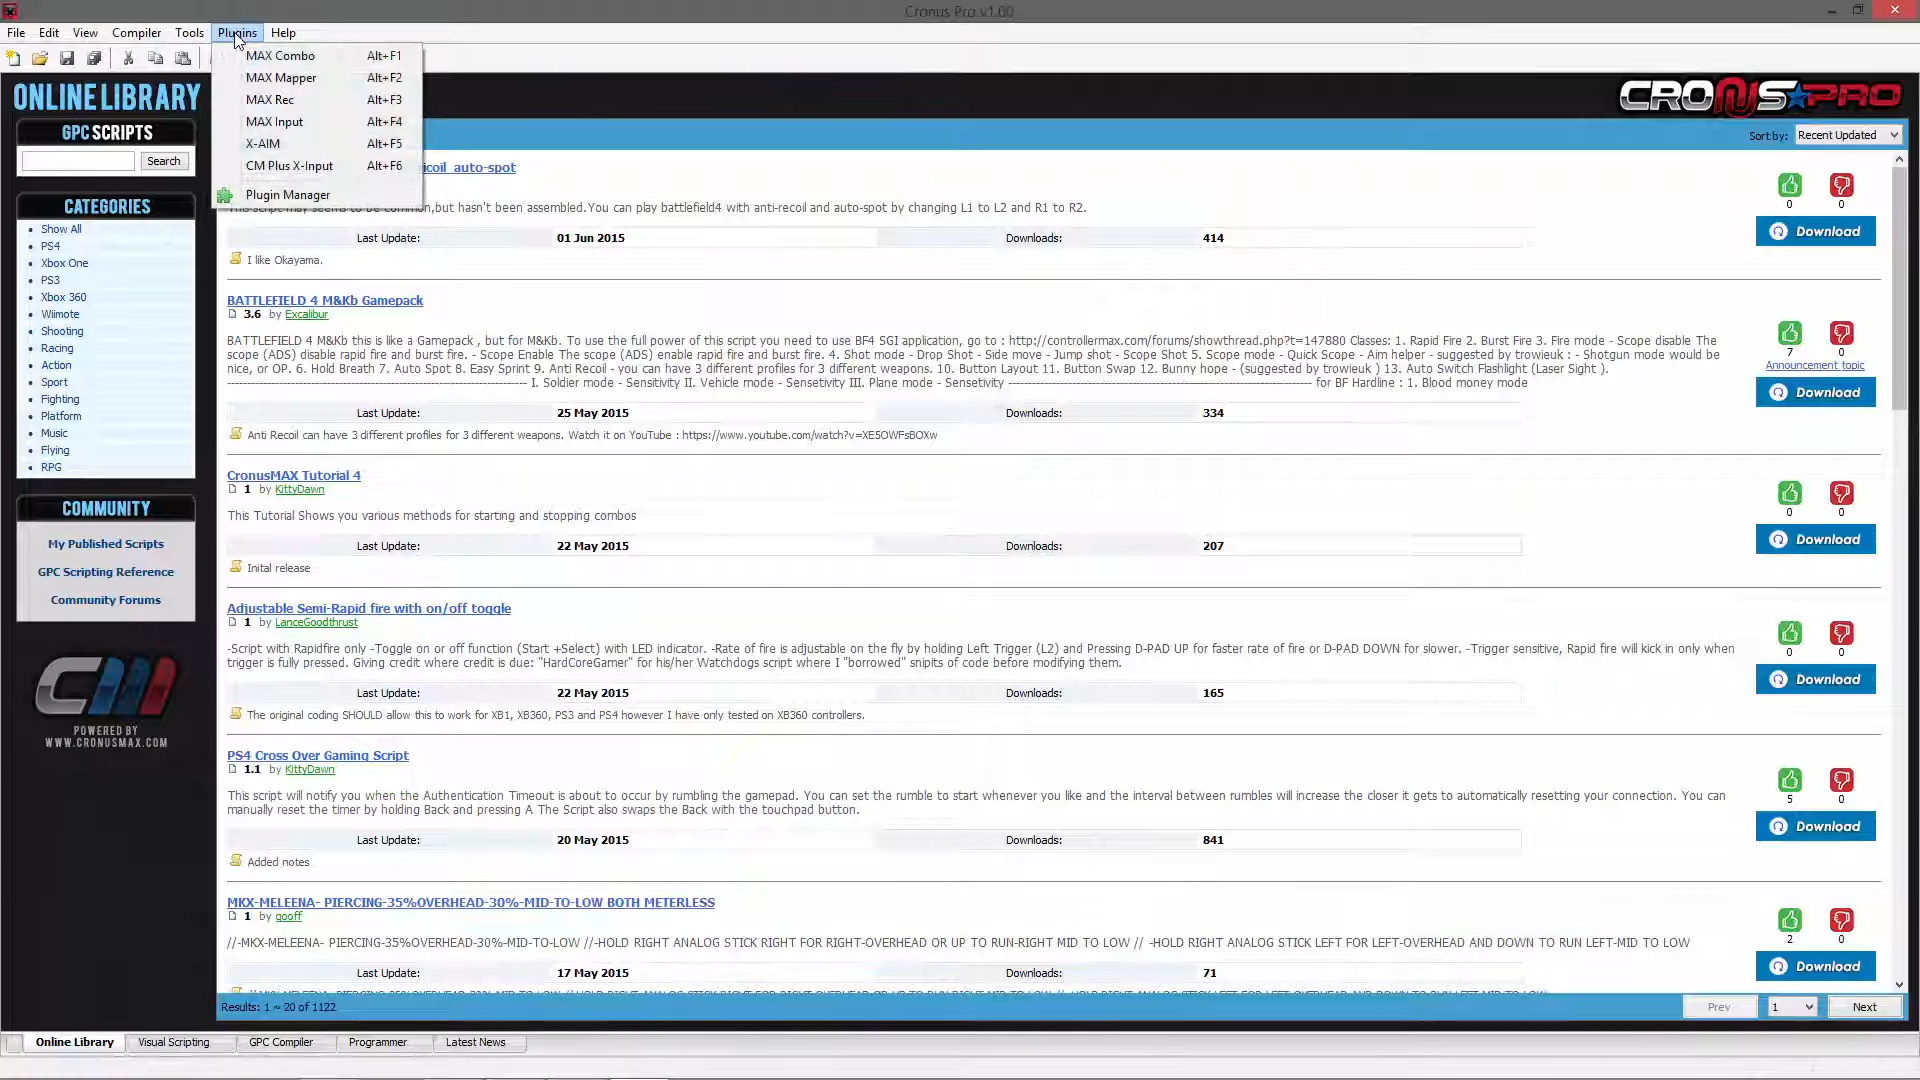 Cronus Pro v1.00
File Edit View Compiler Tools Plugins Help
MAX Combo Alt+F1
MAX Mapper Alt+F2
MAX Rec Alt+F3
MAX Input Alt+F4
X-AIM Alt+F5
CM Plus X-Input Alt+F6
Plugin Manager
ONLINE LIBRARY
CRONUS PRO
GPC SCRIPTS
Search
CATEGORIES
Show All
PS4
Xbox One
PS3
Xbox 360
Wiimote
Shooting
Racing
Action
Sport
Fighting
Platform
Music
Flying
RPG
COMMUNITY
My Published Scripts
GPC Scripting Reference
Community Forums
CM
POWERED BY
WWW.CRONUSMAX.COM
Sort by: Recent Updated
auto-spot
This script may seems to be common,but hasn't been assembled.You can play battlefield4 with anti-recoil and auto-spot by changing L1 to L2 and R1 to R2.
0 0
Download
Last Update: 01 Jun 2015 Downloads: 414
I like Okayama.
BATTLEFIELD 4 M&Kb Gamepack
3.6 by Excalibur
BATTLEFIELD 4 M&Kb this is like a Gamepack , but for M&Kb. To use the full power of this script you need to use BF4 SGI application, go to : http://controllermax.com/forums/showthread.php?t=147880 Classes: 1. Rapid Fire 2. Burst Fire 3. Fire mode - Scope disable The
scope (ADS) disable rapid fire and burst fire. - Scope Enable The scope (ADS) enable rapid fire and burst fire. 4. Shot mode - Drop Shot - Side move - Jump shot - Scope Shot 5. Scope mode - Quick Scope - Aim helper - suggested by trowieuk : - Shotgun mode would be
nice, or OP. 6. Hold Breath 7. Auto Spot 8. Easy Sprint 9. Anti Recoil - you can have 3 different profiles for 3 different weapons. 10. Button Layout 11. Button Swap 12. Bunny hope - (suggested by trowieuk ) 13. Auto Switch Flashlight (Laser Sight ).
I. Soldier mode - Sensitivity II. Vehicle mode - Sensetivity III. Plane mode - Sensetivity for BF Hardline : 1. Blood money mode
7 0
Announcement topic
Download
Last Update: 25 May 2015 Downloads: 334
Anti Recoil can have 3 different profiles for 3 different weapons. Watch it on YouTube : https://www.youtube.com/watch?v=XE5OWFsBOXw
CronusMAX Tutorial 4
1 by KittyDawn
This Tutorial Shows you various methods for starting and stopping combos
0 0
Download
Last Update: 22 May 2015 Downloads: 207
Inital release
Adjustable Semi-Rapid fire with on/off toggle
1 by LanceGoodthrust
-Script with Rapidfire only -Toggle on or off function (Start +Select) with LED indicator. -Rate of fire is adjustable on the fly by holding Left Trigger (L2) and Pressing D-PAD UP for faster rate of fire or D-PAD DOWN for slower. -Trigger sensitive, Rapid fire will kick in only when
trigger is fully pressed. Giving credit where credit is due: "HardCoreGamer" for his/her Watchdogs script where I "borrowed" snipits of code before modifying them.
0 0
Download
Last Update: 22 May 2015 Downloads: 165
The original coding SHOULD allow this to work for XB1, XB360, PS3 and PS4 however I have only tested on XB360 controllers.
PS4 Cross Over Gaming Script
1.1 by KittyDawn
This script will notify you when the Authentication Timeout is about to occur by rumbling the gamepad. You can set the rumble to start whenever you like and the interval between rumbles will increase the closer it gets to automatically resetting your connection. You can
manually reset the timer by holding Back and pressing A The Script also swaps the Back with the touchpad button.
5 0
Download
Last Update: 20 May 2015 Downloads: 841
Added notes
MKX-MELEENA- PIERCING-35%OVERHEAD-30%-MID-TO-LOW BOTH METERLESS
1 by gooff
//-MKX-MELEENA- PIERCING-35%OVERHEAD-30%-MID-TO-LOW //-HOLD RIGHT ANALOG STICK RIGHT FOR RIGHT-OVERHEAD OR UP TO RUN-RIGHT MID TO LOW // -HOLD RIGHT ANALOG STICK LEFT FOR LEFT-OVERHEAD AND DOWN TO RUN LEFT-MID TO LOW
2 0
Download
Last Update: 17 May 2015 Downloads: 71
Results: 1 ~ 20 of 1122
Prev 1 Next
Online Library Visual Scripting GPC Compiler Programmer Latest News